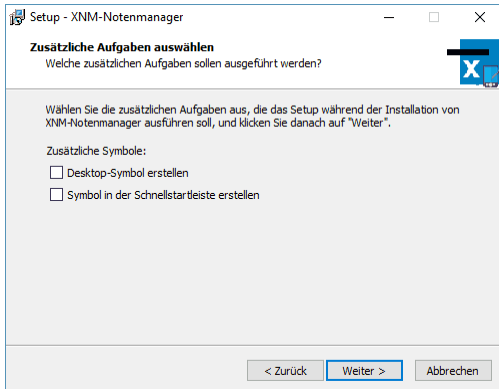 Setup - XNM-Notenmanager
Zusätzliche Aufgaben auswählen
Welche zusätzlichen Aufgaben sollen ausgeführt werden?
X
Wählen Sie die zusätzlichen Aufgaben aus, die das Setup während der Installation von
XNM-Notenmanager ausführen soll, und klicken Sie danach auf "Weiter".
Zusätzliche Symbole:
Desktop-Symbol erstellen
Symbol in der Schnellstartleiste erstellen
< Zurück Weiter > Abbrechen